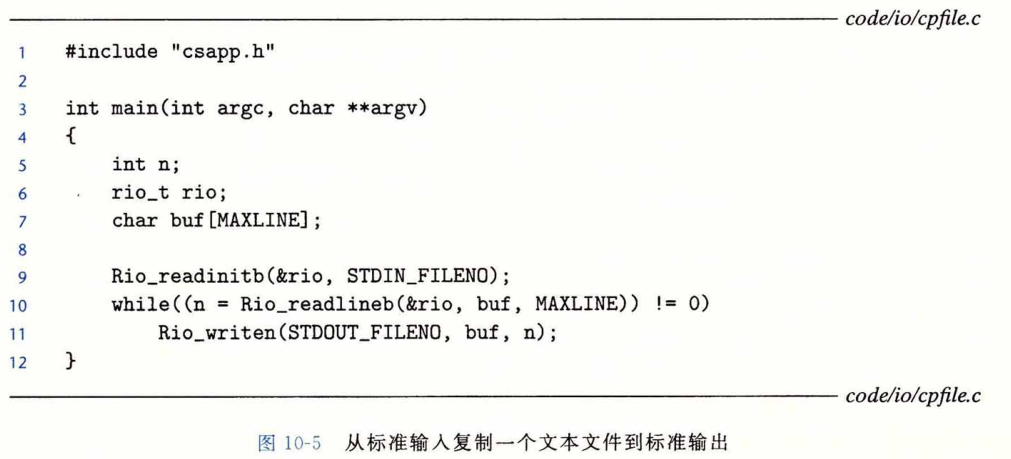 code/io/cpfile.c
1 #include "csapp.h"
2
3 int main(int argc, char **argv)
4 {
5     int n;
6     rio_t rio;
7     char buf[MAXLINE];
8
9     Rio_readinitb(&rio, STDIN_FILENO);
10     while((n = Rio_readlineb(&rio, buf, MAXLINE)) != 0)
11         Rio_writen(STDOUT_FILENO, buf, n);
12 }
code/io/cpfile.c
图 10-5 从标准输入复制一个文本文件到标准输出